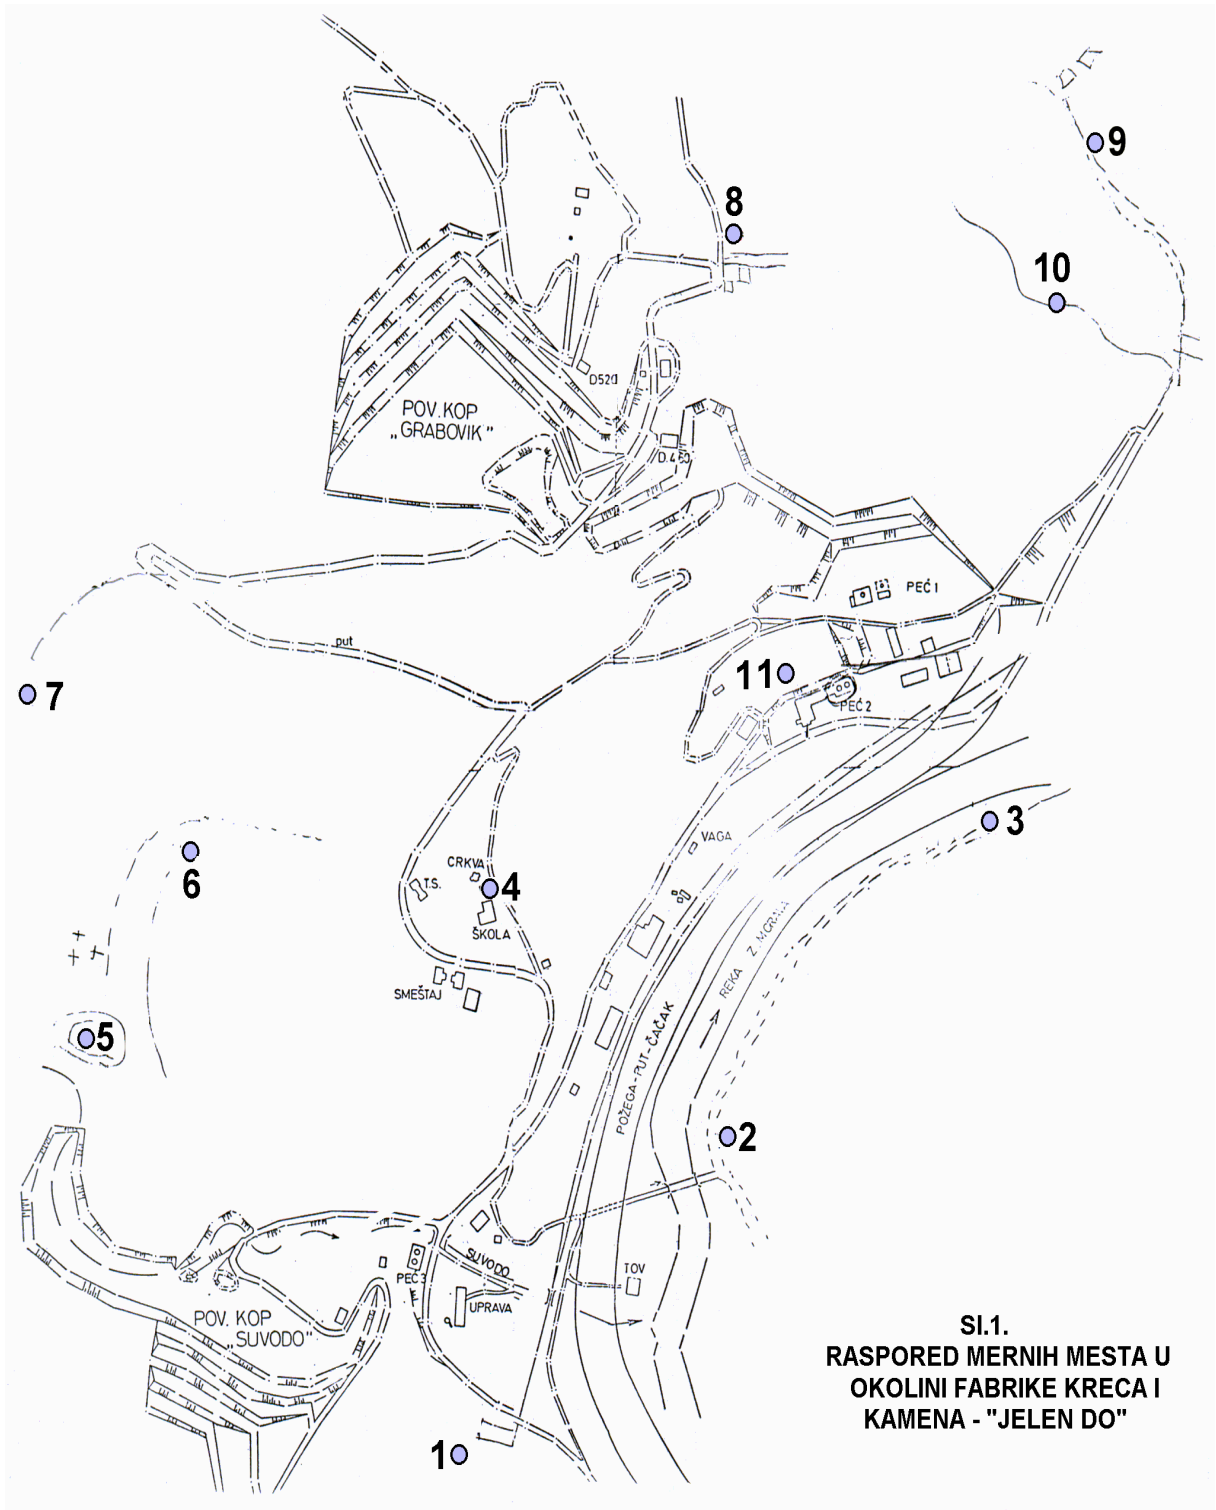 9
8
10
D520
POV. KOP
„GRABOVIK”
D.460
PEĆ 1
put
7
11
PEĆ 2
3
VAGA
CRKVA
T.S.
4
6
ŠKOLA
SMEŠTAJ
REKA
5
POŽEGA-PUT-ČAČAK
2
SUVODO
TOV
PEĆ 3
UPRAVA
POV. KOP
„SUVODO”
Sl.1.
RASPORED MERNIH MESTA U
OKOLINI FABRIKE KRECA I
KAMENA - "JELEN DO"
1